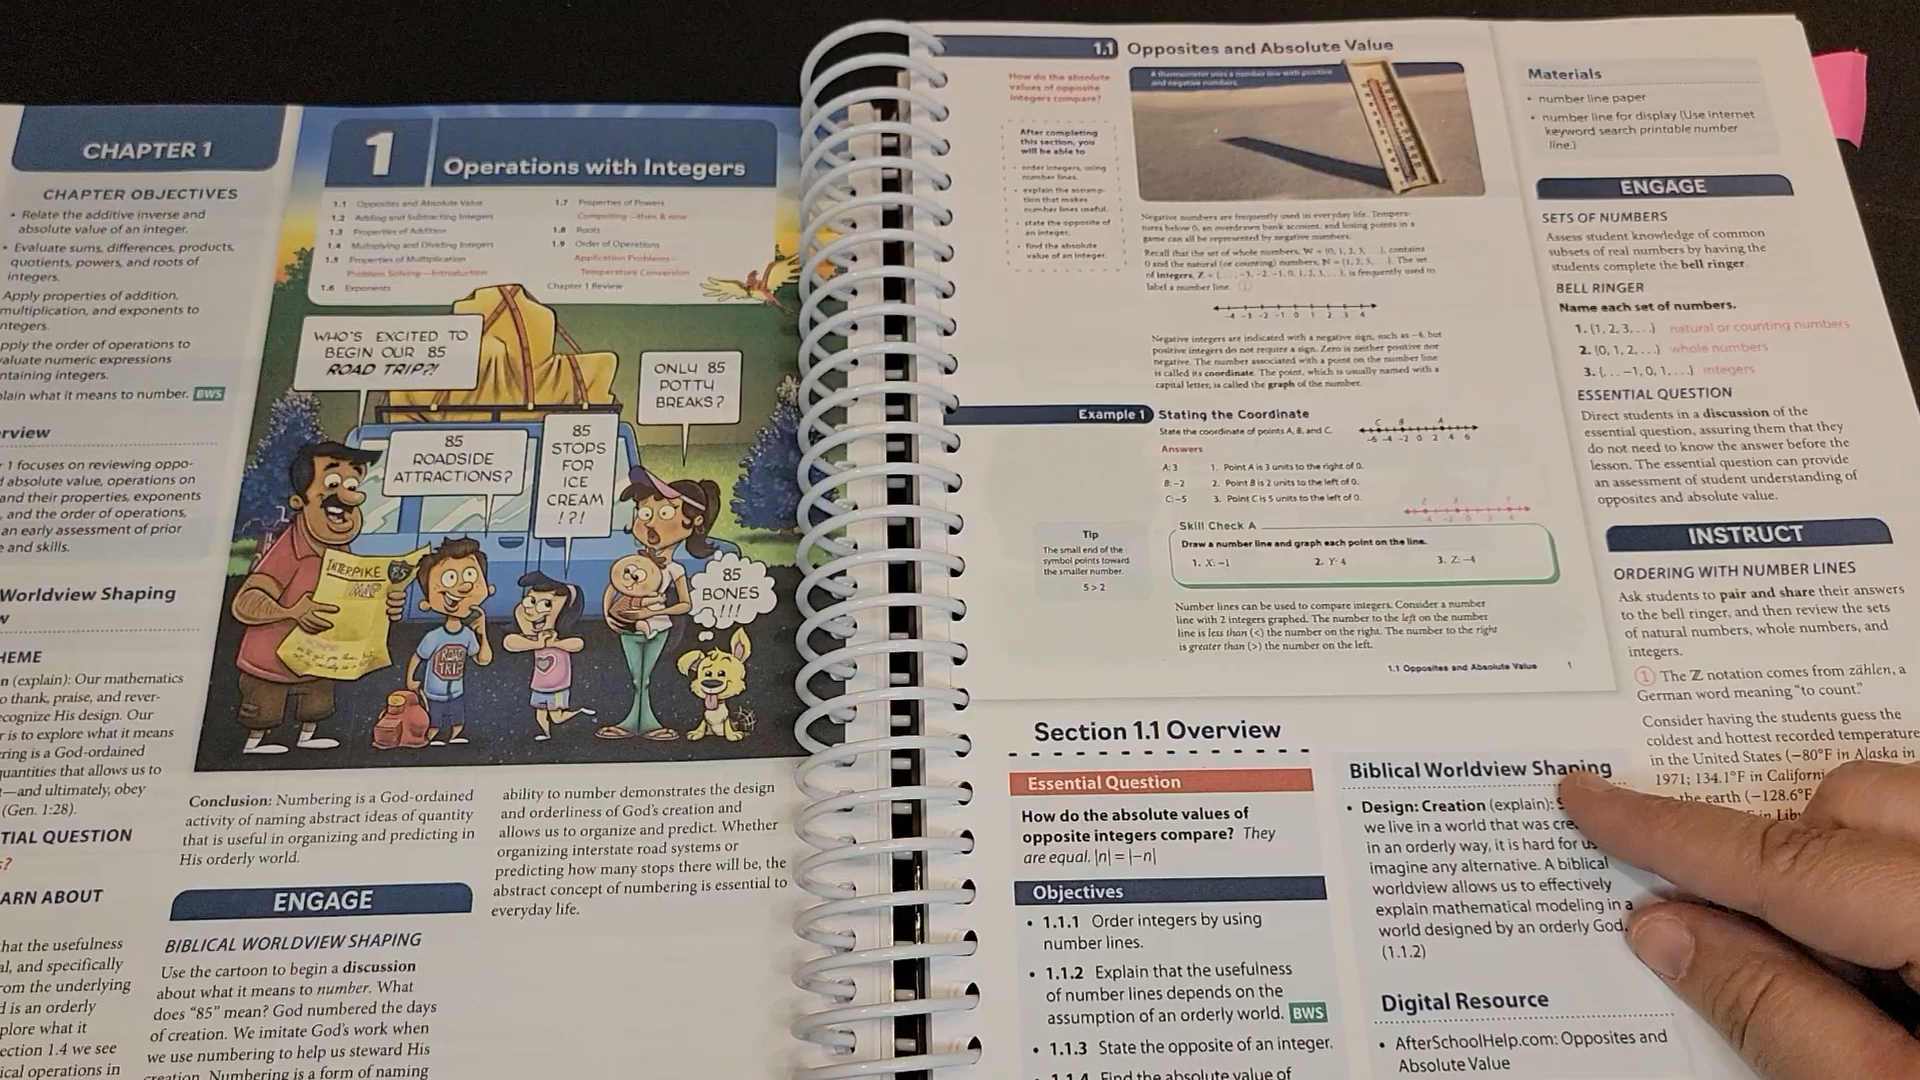 CHAPTER 1
CHAPTER OBJECTIVES
• Relate the additive inverse and
absolute value of an integer.
• Evaluate sums, differences, products,
quotients, powers, and roots of
integers.
Apply properties of addition,
multiplication, and exponents to
ntegers.
pply the order of operations to
valuate numeric expressions
ntaining integers.
lain what it means to number. BWS
rview
1 focuses on reviewing oppo-
d absolute value, operations on
and their properties, exponents
, and the order of operations,
an early assessment of prior
e and skills.
Worldview Shaping
w
HEME
n (explain): Our mathematics
o thank, praise, and rever-
ecognize His design. Our
r is to explore what it means
ring is a God-ordained
quantities that allows us to
t—and ultimately, obey
(Gen. 1:28).
TIAL QUESTION
s?
ARN ABOUT
hat the usefulness
al, and specifically
rom the underlying
d is an orderly
plore what it
ection 1.4 we see
ical operations in
1 Operations with Integers
1.1 Opposites and Absolute Value
1.2 Adding and Subtracting Integers
1.3 Properties of Addition
1.4 Multiplying and Dividing Integers
1.5 Properties of Multiplication
Problem Solving—Introduction
1.6 Exponents
1.7 Properties of Powers
Computing—then & now
1.8 Roots
1.9 Order of Operations
Application Problems—
Temperature Conversion
Chapter 1 Review
WHO'S EXCITED TO
BEGIN OUR 85
ROAD TRIP?!
85
ROADSIDE
ATTRACTIONS?
85
STOPS
FOR
ICE
CREAM
!?!
ONLY 85
POTTY
BREAKS?
85
BONES
!!!
INTERPIKE
MAP
85
ROAD
TRIP
Conclusion: Numbering is a God-ordained
activity of naming abstract ideas of quantity
that is useful in organizing and predicting in
His orderly world.
ENGAGE
BIBLICAL WORLDVIEW SHAPING
Use the cartoon to begin a discussion
about what it means to number. What
does "85" mean? God numbered the days
of creation. We imitate God's work when
we use numbering to help us steward His
creation. Numbering is a form of naming
ability to number demonstrates the design
and orderliness of God's creation and
allows us to organize and predict. Whether
organizing interstate road systems or
predicting how many stops there will be, the
abstract concept of numbering is essential to
everyday life.
1.1 Opposites and Absolute Value
How do the absolute
values of opposite
integers compare?
After completing
this section, you
will be able to
• order integers, using
number lines.
• explain the assump-
tion that makes
number lines useful.
• state the opposite of
an integer.
• find the absolute
value of an integer.
A thermometer uses a number line with positive
and negative numbers.
Negative numbers are frequently used in everyday life. Tempera-
tures below 0, an overdrawn bank account, and losing points in a
game can all be represented by negative numbers.
Recall that the set of whole numbers, W = {0, 1, 2, 3, . . .}, contains
0 and the natural (or counting) numbers, N = {1, 2, 3, . . .}. The set
of integers, Z = {. . ., −3, −2, −1, 0, 1, 2, 3, . . .}, is frequently used to
label a number line. ①
−4 −3 −2 −1 0 1 2 3 4
Negative integers are indicated with a negative sign, such as −4, but
positive integers do not require a sign. Zero is neither positive nor
negative. The number associated with a point on the number line
is called its coordinate. The point, which is usually named with a
capital letter, is called the graph of the number.
Example 1 Stating the Coordinate
State the coordinate of points A, B, and C.
C B A
−6 −4 −2 0 2 4 6
Answers
A: 3 1. Point A is 3 units to the right of 0.
B: −2 2. Point B is 2 units to the left of 0.
C: −5 3. Point C is 5 units to the left of 0.
Z X Y
−4 −2 0 2 4
Skill Check A
Draw a number line and graph each point on the line.
1. X: −1 2. Y: 4 3. Z: −4
Tip
The small end of the
symbol points toward
the smaller number.
5 > 2
Number lines can be used to compare integers. Consider a number
line with 2 integers graphed. The number to the left on the number
line is less than (<) the number on the right. The number to the right
is greater than (>) the number on the left.
1.1 Opposites and Absolute Value 1
Section 1.1 Overview
Essential Question
How do the absolute values of
opposite integers compare? They
are equal. |n| = |−n|
Objectives
• 1.1.1 Order integers by using
number lines.
• 1.1.2 Explain that the usefulness
of number lines depends on the
assumption of an orderly world. BWS
• 1.1.3 State the opposite of an integer.
• 1.1.4 Find the absolute value of
Biblical Worldview Shaping
• Design: Creation (explain): S
we live in a world that was cre
in an orderly way, it is hard for us
imagine any alternative. A biblical
worldview allows us to effectively
explain mathematical modeling in a
world designed by an orderly God.
(1.1.2)
Digital Resource
• AfterSchoolHelp.com: Opposites and
Absolute Value
Materials
• number line paper
• number line for display (Use internet
keyword search printable number
line.)
ENGAGE
SETS OF NUMBERS
Assess student knowledge of common
subsets of real numbers by having the
students complete the bell ringer.
BELL RINGER
Name each set of numbers.
1. {1, 2, 3, . . .} natural or counting numbers
2. {0, 1, 2, . . .} whole numbers
3. {. . . −1, 0, 1, . . .} integers
ESSENTIAL QUESTION
Direct students in a discussion of the
essential question, assuring them that they
do not need to know the answer before the
lesson. The essential question can provide
an assessment of student understanding of
opposites and absolute value.
INSTRUCT
ORDERING WITH NUMBER LINES
Ask students to pair and share their answers
to the bell ringer, and then review the sets
of natural numbers, whole numbers, and
integers.
① The ℤ notation comes from zählen, a
German word meaning "to count."
Consider having the students guess the
coldest and hottest recorded temperature
in the United States (−80°F in Alaska in
1971; 134.1°F in Californi
the earth (−128.6°F
in Lib